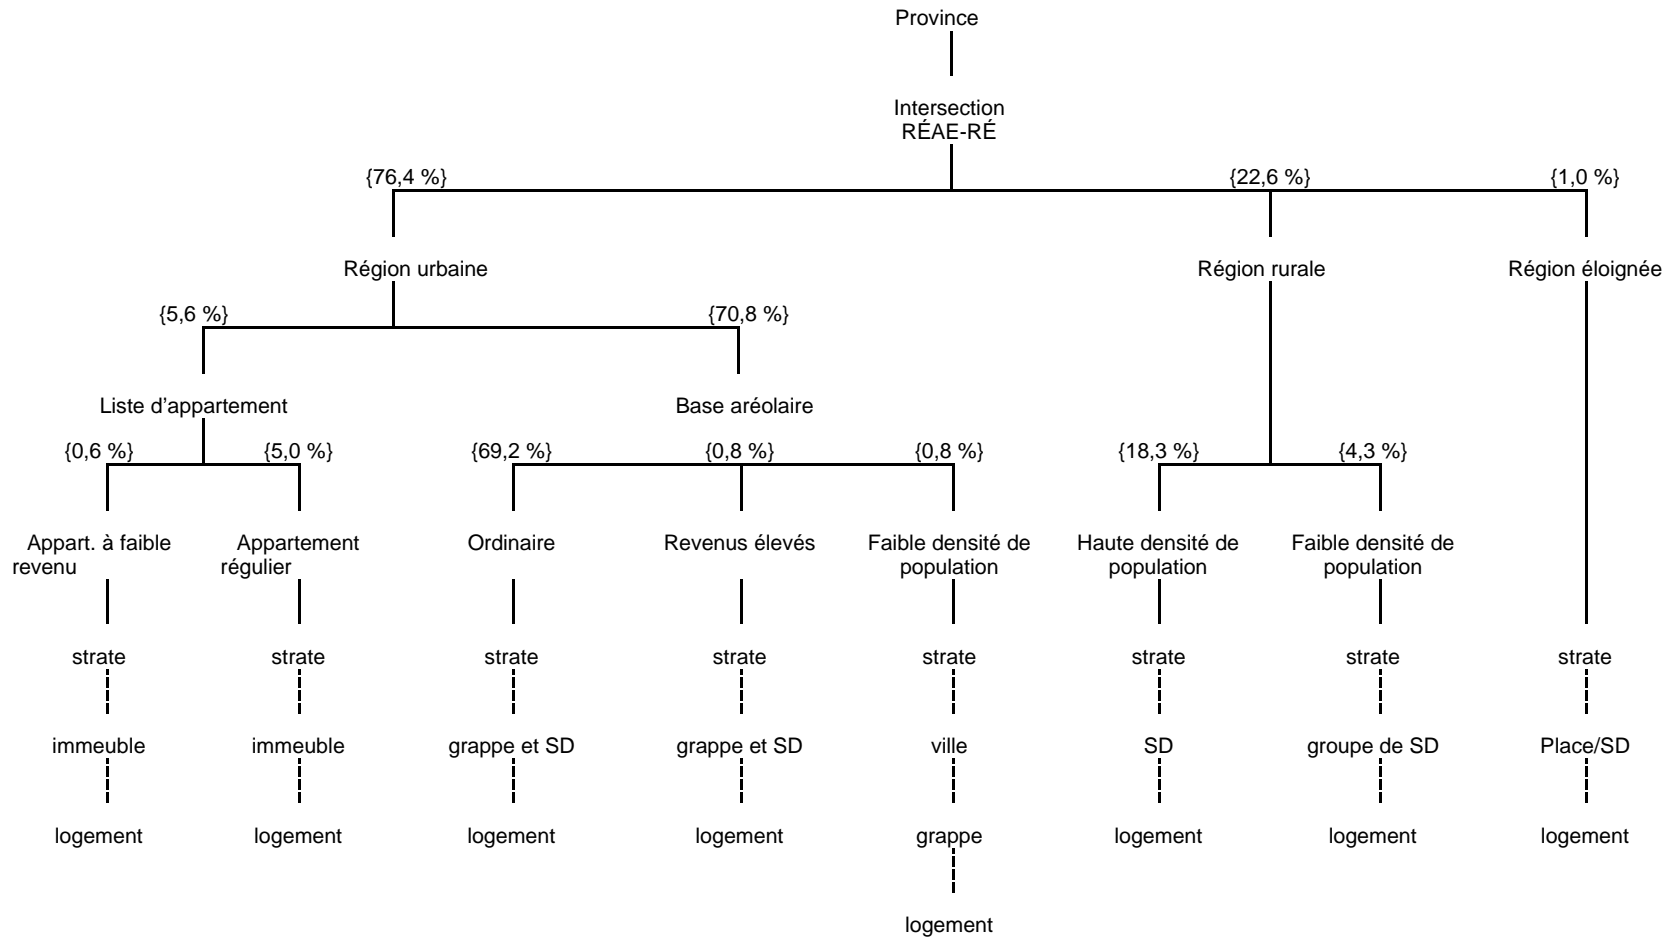 Province
Intersection
RÉAE-RÉ
{76,4 %} {22,6 %} {1,0 %}
Région urbaine Région rurale Région éloignée
{5,6 %} {70,8 %}
Liste d'appartement Base aréolaire
{0,6 %} {5,0 %} {69,2 %} {0,8 %} {0,8 %} {18,3 %} {4,3 %}
Appart. à faible Appartement Ordinaire Revenus élevés Faible densité de Haute densité de Faible densité de
revenu régulier population population population
strate strate strate strate strate strate strate strate
immeuble immeuble grappe et SD grappe et SD ville SD groupe de SD Place/SD
logement logement logement logement grappe logement logement logement
logement